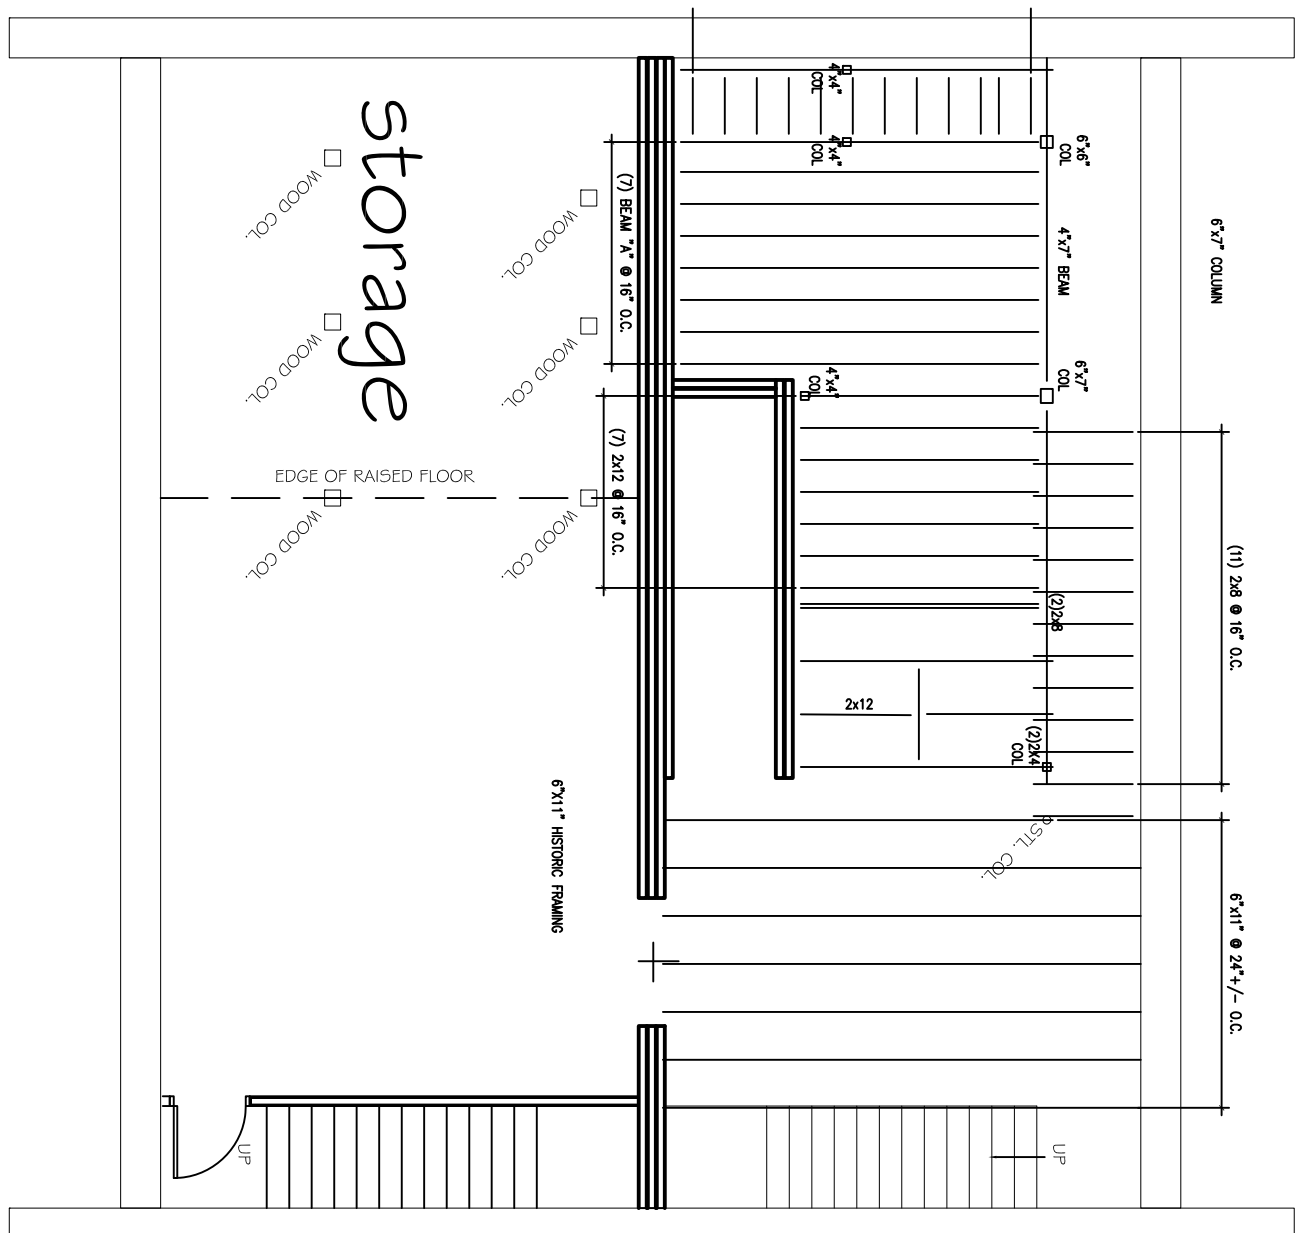 storage
WOOD COL.
WOOD COL.
WOOD COL.
WOOD COL.
EDGE OF RAISED FLOOR
WOOD COL.
WOOD COL.
6"X11" HISTORIC FRAMING
UP
(7) BEAM "A" @ 16" O.C.
(7) 2x12 @ 16" O.C.
4"x4"
COL
4"x4"
COL
4"x4"
COL
6"x6"
COL
4"x7" BEAM
6"x7"
COL
6"x7" COLUMN
(11) 2x8 @ 16" O.C.
(2)2x8
2x12
(2)2X4
COL
STL. COL.
6"x11" @ 24"+/- O.C.
UP